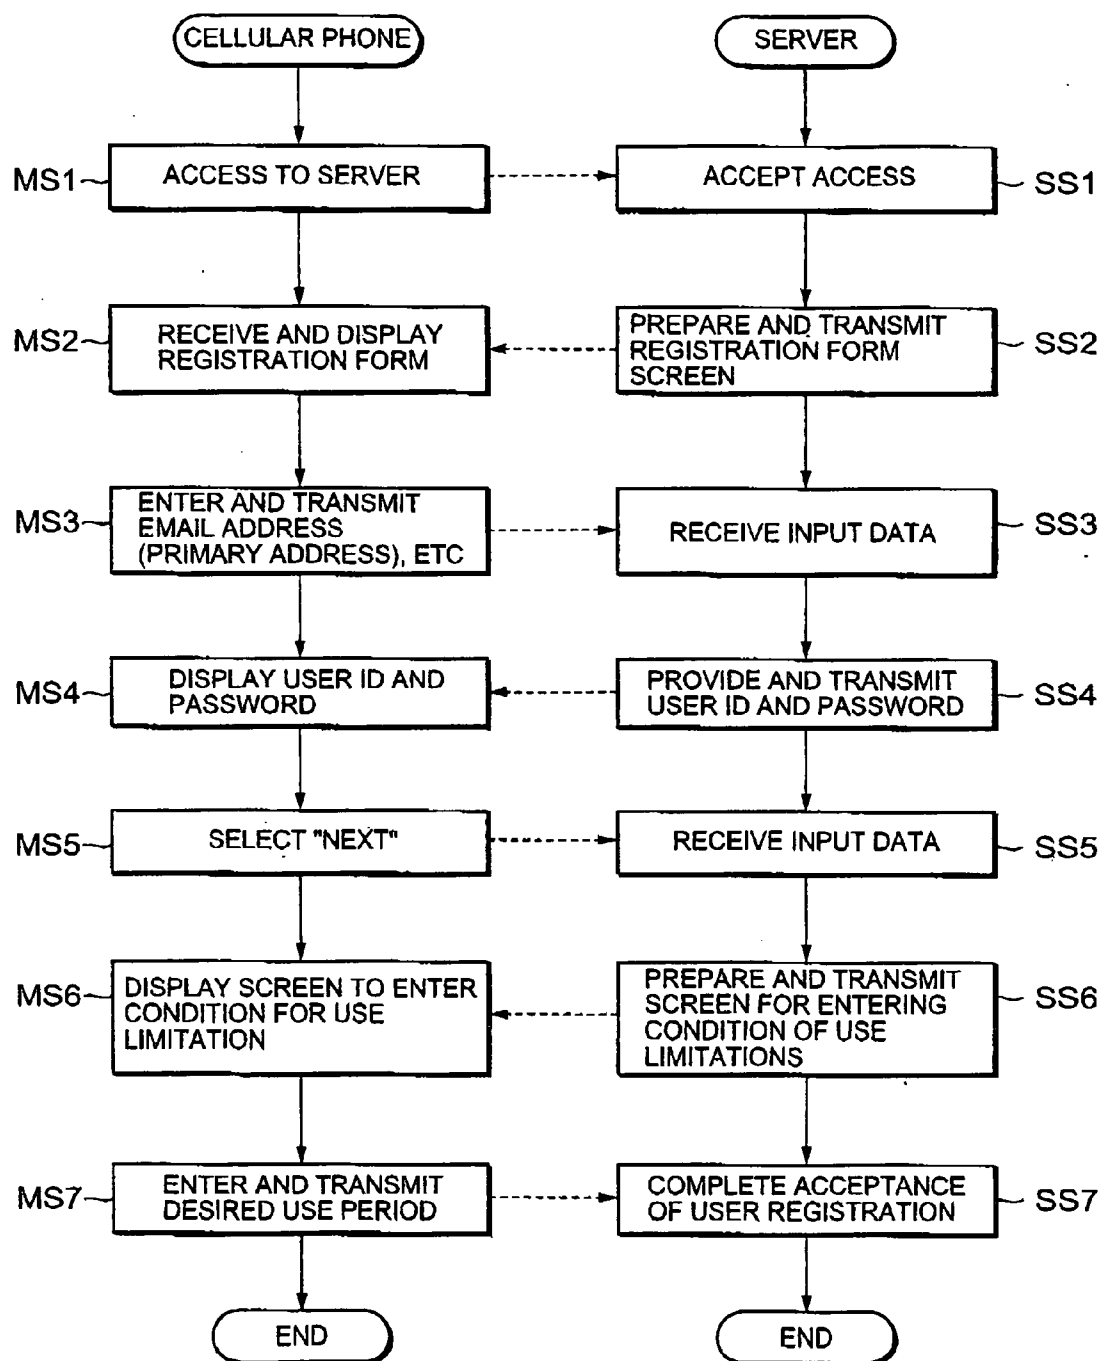 CELLULAR PHONE
SERVER
MS1
ACCESS TO SERVER
ACCEPT ACCESS
SS1
MS2
RECEIVE AND DISPLAY
REGISTRATION FORM
PREPARE AND TRANSMIT
REGISTRATION FORM
SCREEN
SS2
MS3
ENTER AND TRANSMIT
EMAIL ADDRESS
(PRIMARY ADDRESS), ETC
RECEIVE INPUT DATA
SS3
MS4
DISPLAY USER ID AND
PASSWORD
PROVIDE AND TRANSMIT
USER ID AND PASSWORD
SS4
MS5
SELECT "NEXT"
RECEIVE INPUT DATA
SS5
MS6
DISPLAY SCREEN TO ENTER
CONDITION FOR USE
LIMITATION
PREPARE AND TRANSMIT
SCREEN FOR ENTERING
CONDITION OF USE
LIMITATIONS
SS6
MS7
ENTER AND TRANSMIT
DESIRED USE PERIOD
COMPLETE ACCEPTANCE
OF USER REGISTRATION
SS7
END
END